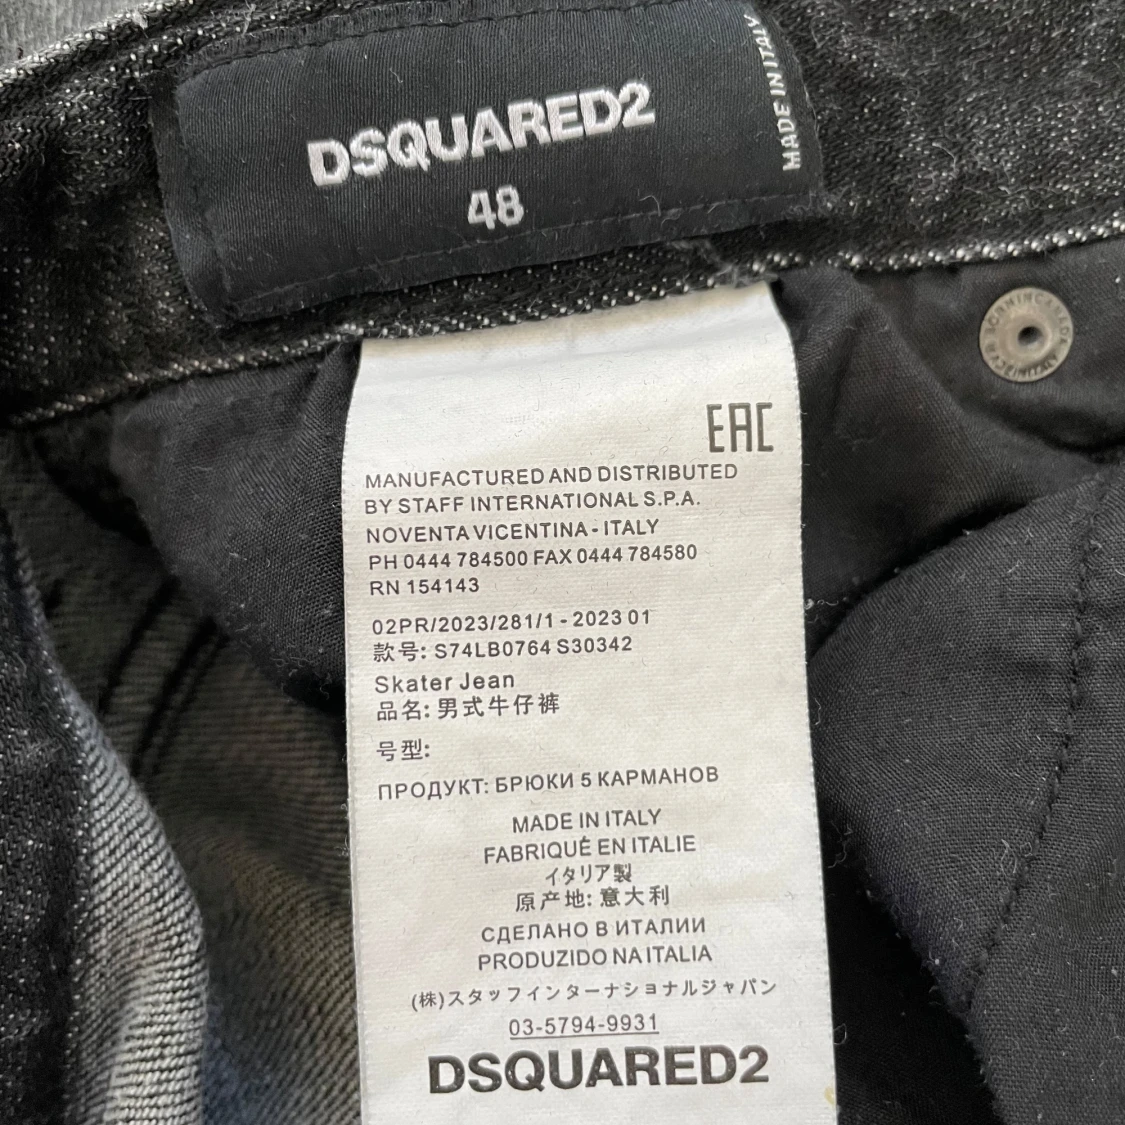 DSQUARED2
48
MADE IN ITALY
EAC
MANUFACTURED AND DISTRIBUTED
BY STAFF INTERNATIONAL S.P.A.
NOVENTA VICENTINA - ITALY
PH 0444 784500 FAX 0444 784580
RN 154143
02PR/2023/281/1 - 2023 01
款号: S74LB0764 S30342
Skater Jean
品名: 男式牛仔裤
号型:
ПРОДУКТ: БРЮКИ 5 КАРМАНОВ
MADE IN ITALY
FABRIQUÉ EN ITALIE
イタリア製
原产地: 意大利
СДЕЛАНО В ИТАЛИИ
PRODUZIDO NA ITALIA
(株)スタッフインターナショナルジャパン
03-5794-9931
DSQUARED2